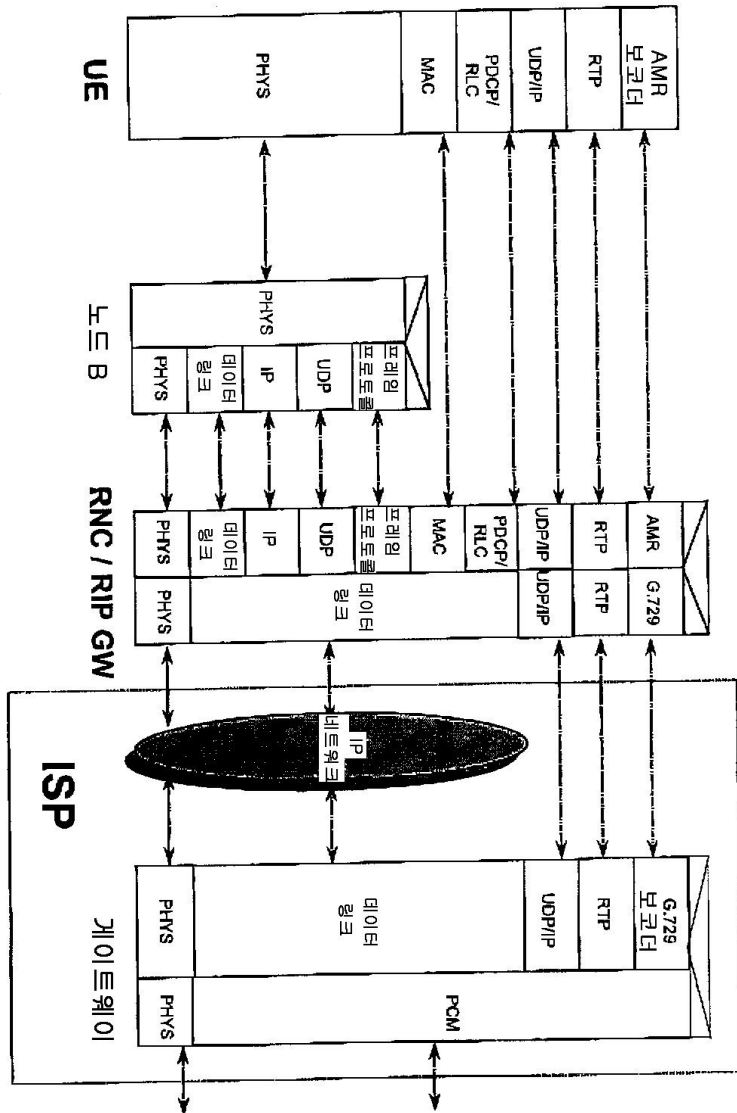 AMR
보코더
RTP
UDP/IP
PDCP/
RLC
MAC
PHYS
UE
PHYS
프레임
프로토콜
UDP
IP
데이터
링크
PHYS
노드 B
AMR
RTP
UDP/IP
PDCP/
RLC
MAC
프레임
프로토콜
UDP
IP
데이터
링크
PHYS
G.729
RTP
UDP/IP
데이터
링크
PHYS
RNC / RIP GW
IP
네트워크
ISP
G.729
보코더
RTP
UDP/IP
데이터
링크
PHYS
PCM
PHYS
게이트웨이